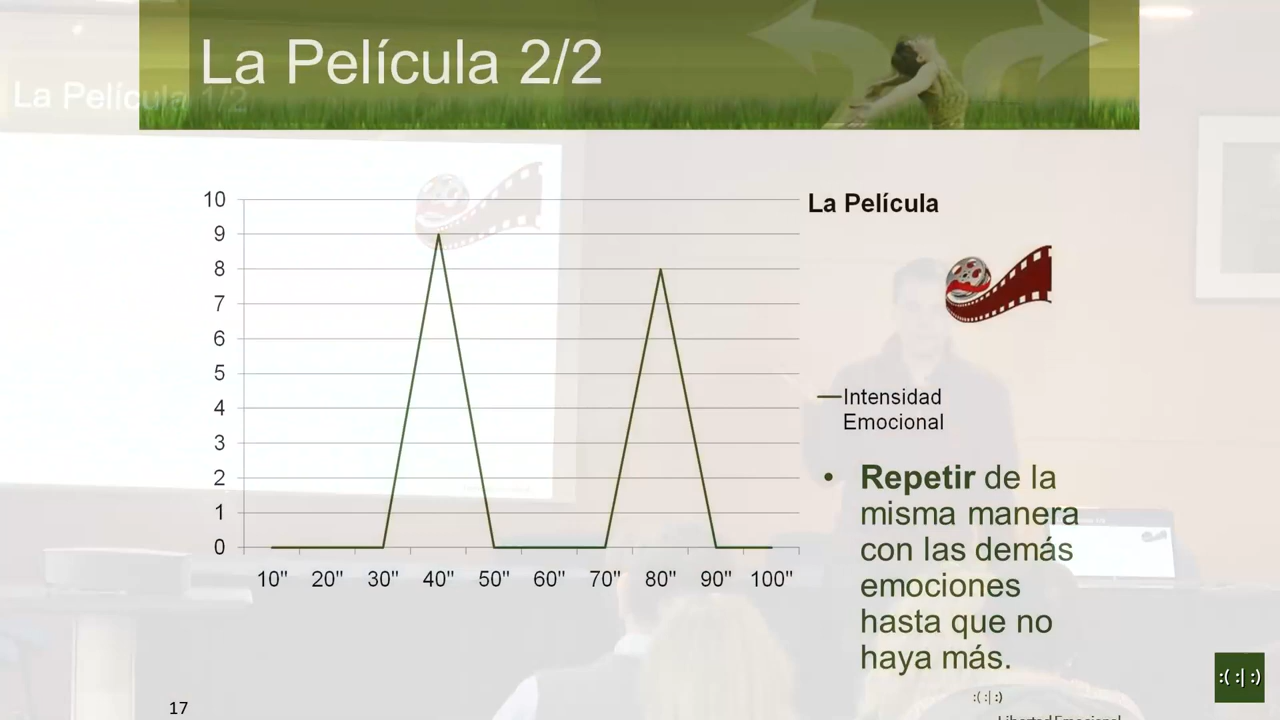 La Película 2/2
La Película 1/2
10
9
8
7
6
5
4
3
2
1
0
10" 20" 30" 40" 50" 60" 70" 80" 90" 100"
La Película
Intensidad
Emocional
• Repetir de la
misma manera
con las demás
emociones
hasta que no
haya más.
17
:( :| :)
Libertad Emocional
:( :| :)